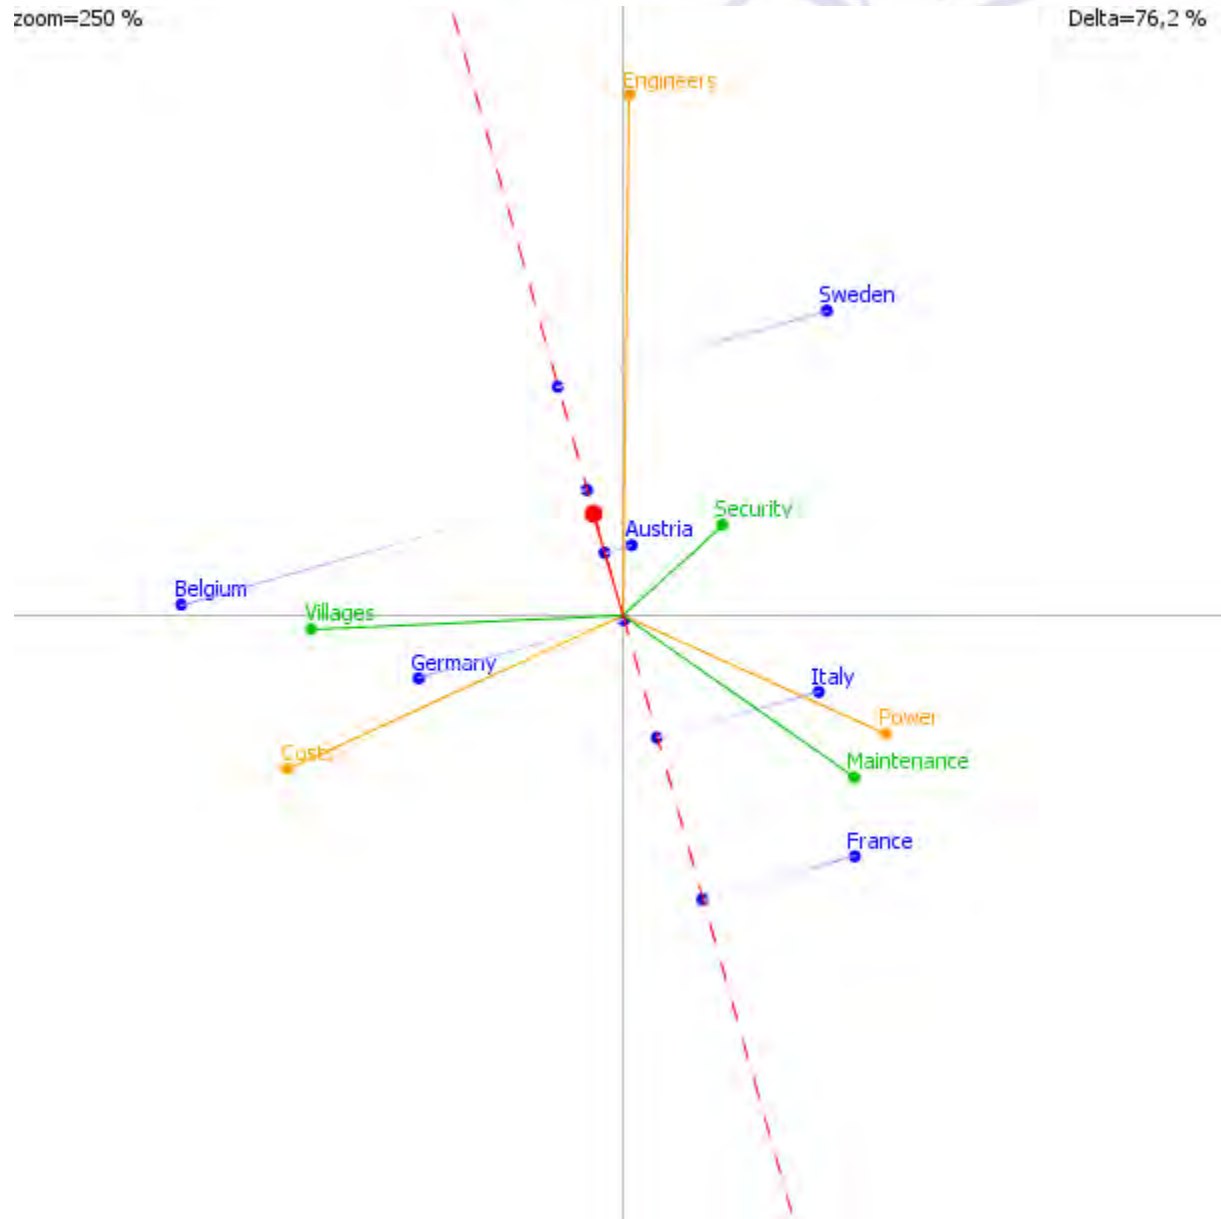 zoom=250 %
Delta=76,2 %
Engineers
Sweden
Security
Austria
Belgium
Villages
Germany
Italy
Power
Costs
Maintenance
France